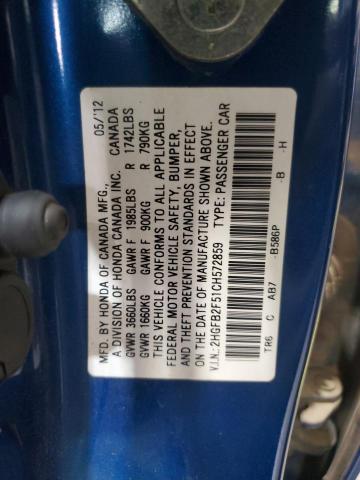 MFD. BY HONDA OF CANADA MFG., 05/'12
A DIVISION OF HONDA CANADA INC. CANADA
GVWR 3660LBS GAWR F 1985LBS R 1742LBS
GVWR 1660KG GAWR F 900KG R 790KG
THIS VEHICLE CONFORMS TO ALL APPLICABLE
FEDERAL MOTOR VEHICLE SAFETY, BUMPER,
AND THEFT PREVENTION STANDARDS IN EFFECT
ON THE DATE OF MANUFACTURE SHOWN ABOVE.
V.I.N.: 2HGFB2F51CH572859 TYPE: PASSENGER CAR
TR6 C AB7 -B586P -B -H